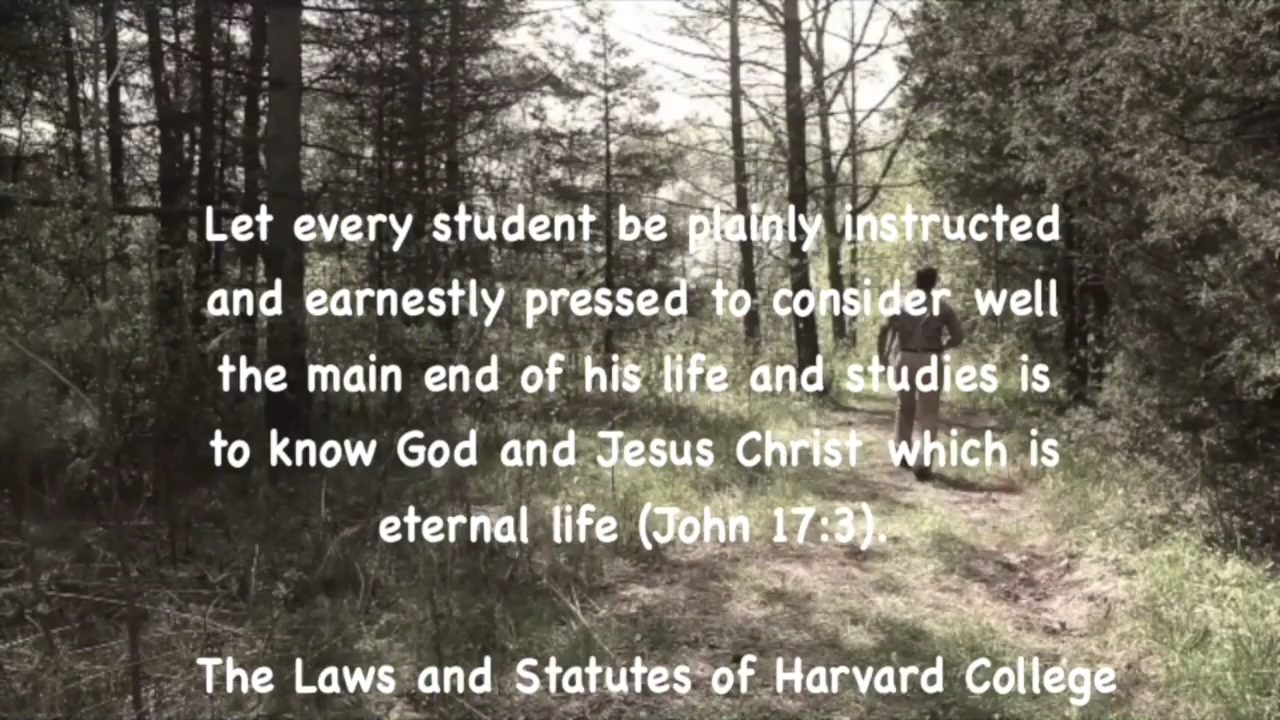 Let every student be plainly instructed
and earnestly pressed to consider well
the main end of his life and studies is
to know God and Jesus Christ which is
eternal life (John 17:3).
The Laws and Statutes of Harvard College